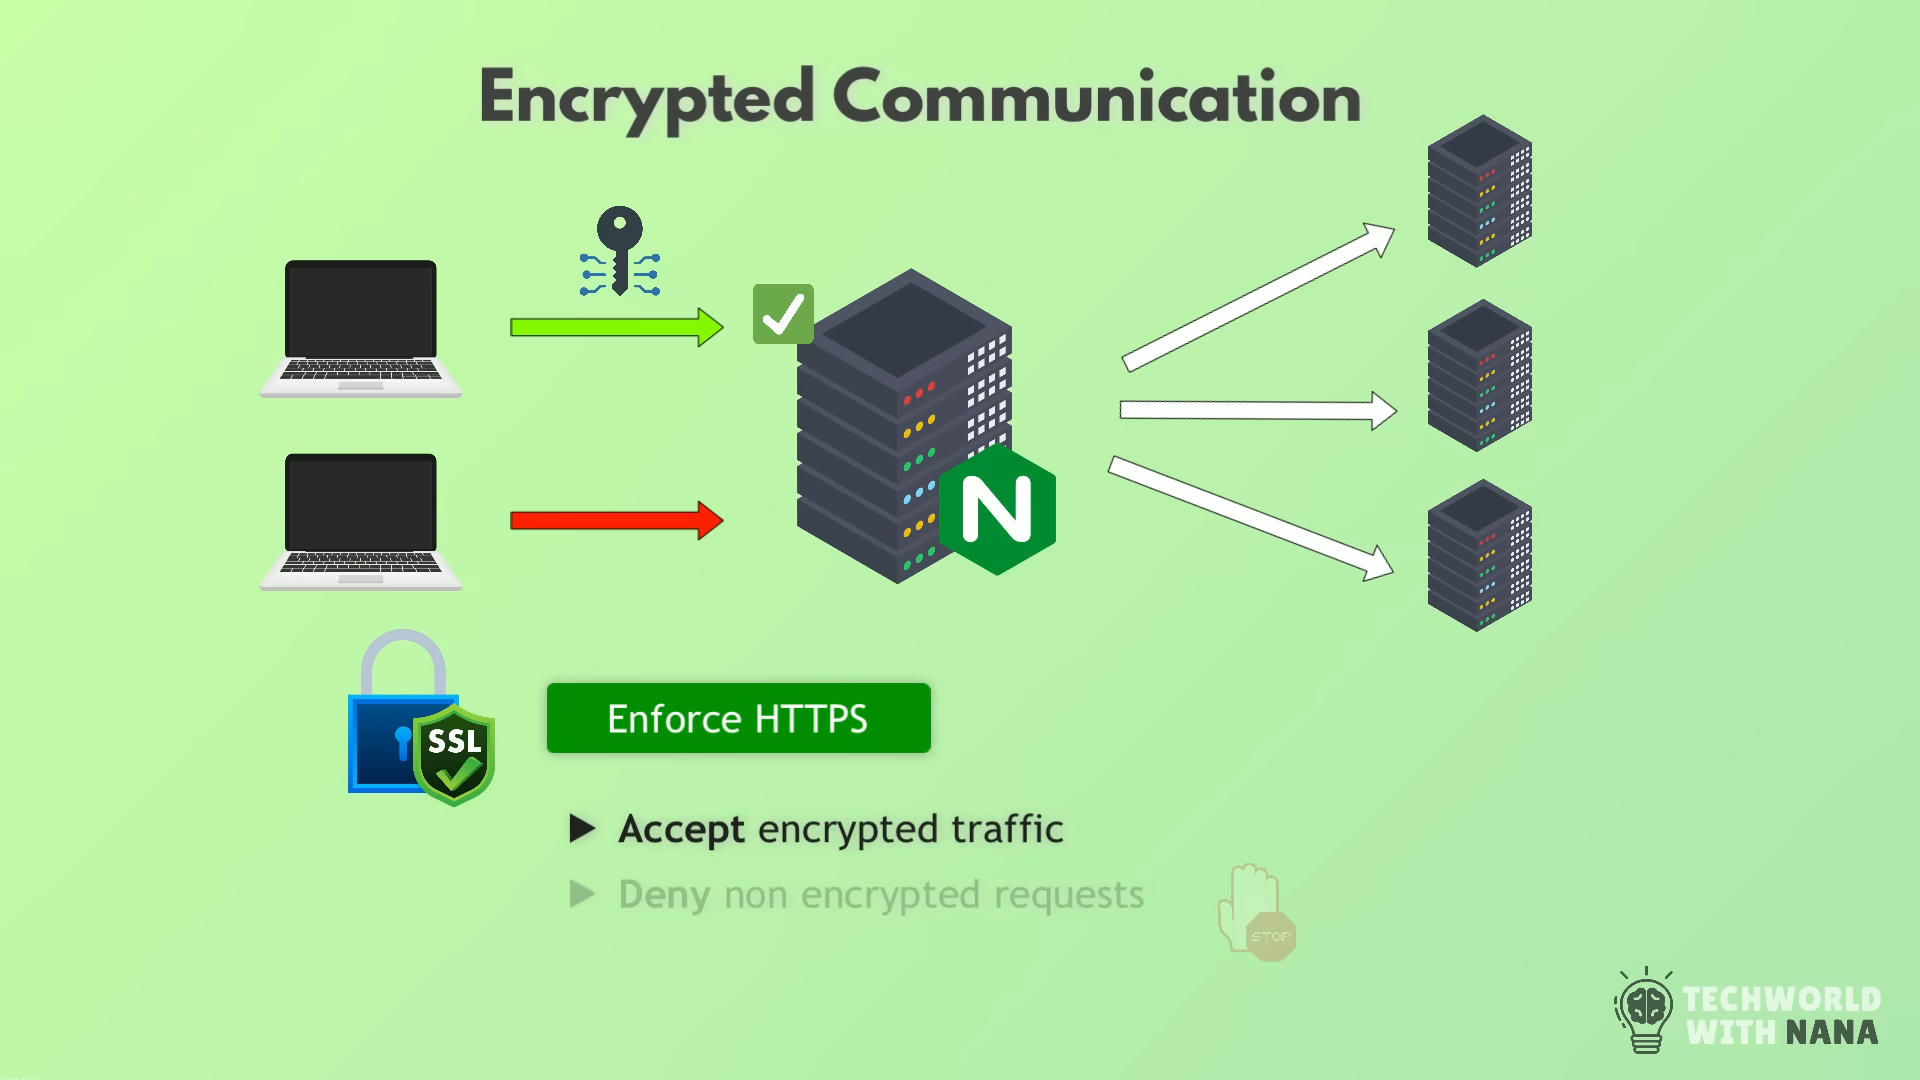 Encrypted Communication
N
SSL
Enforce HTTPS
Accept encrypted traffic
Deny non encrypted requests
STOP
TECHWORLD
WITH NANA